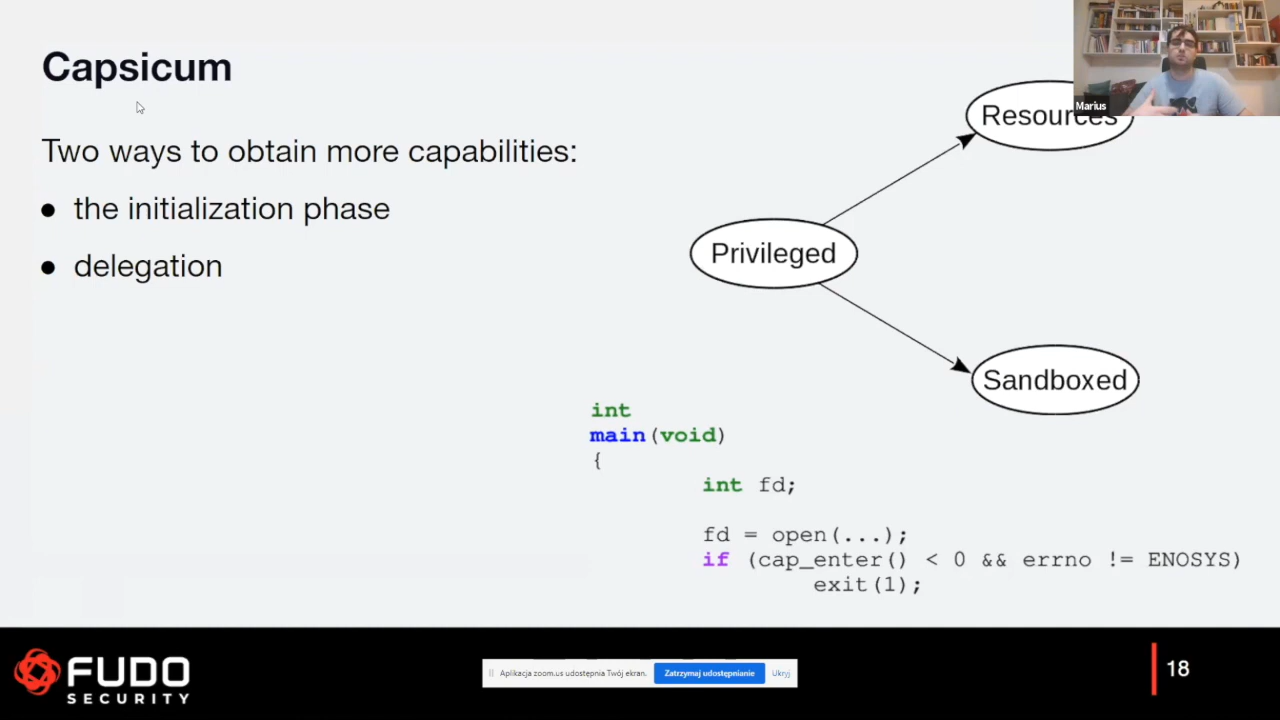 Capsicum
Two ways to obtain more capabilities:
● the initialization phase
● delegation
Marius
Resources
Privileged
Sandboxed
int
main(void)
{
int fd;
fd = open(...);
if (cap_enter() < 0 && errno != ENOSYS)
exit(1);
FUDO
SECURITY
Aplikacja zoom.us udostępnia Twój ekran.
Zatrzymaj udostępnianie
Ukryj
18